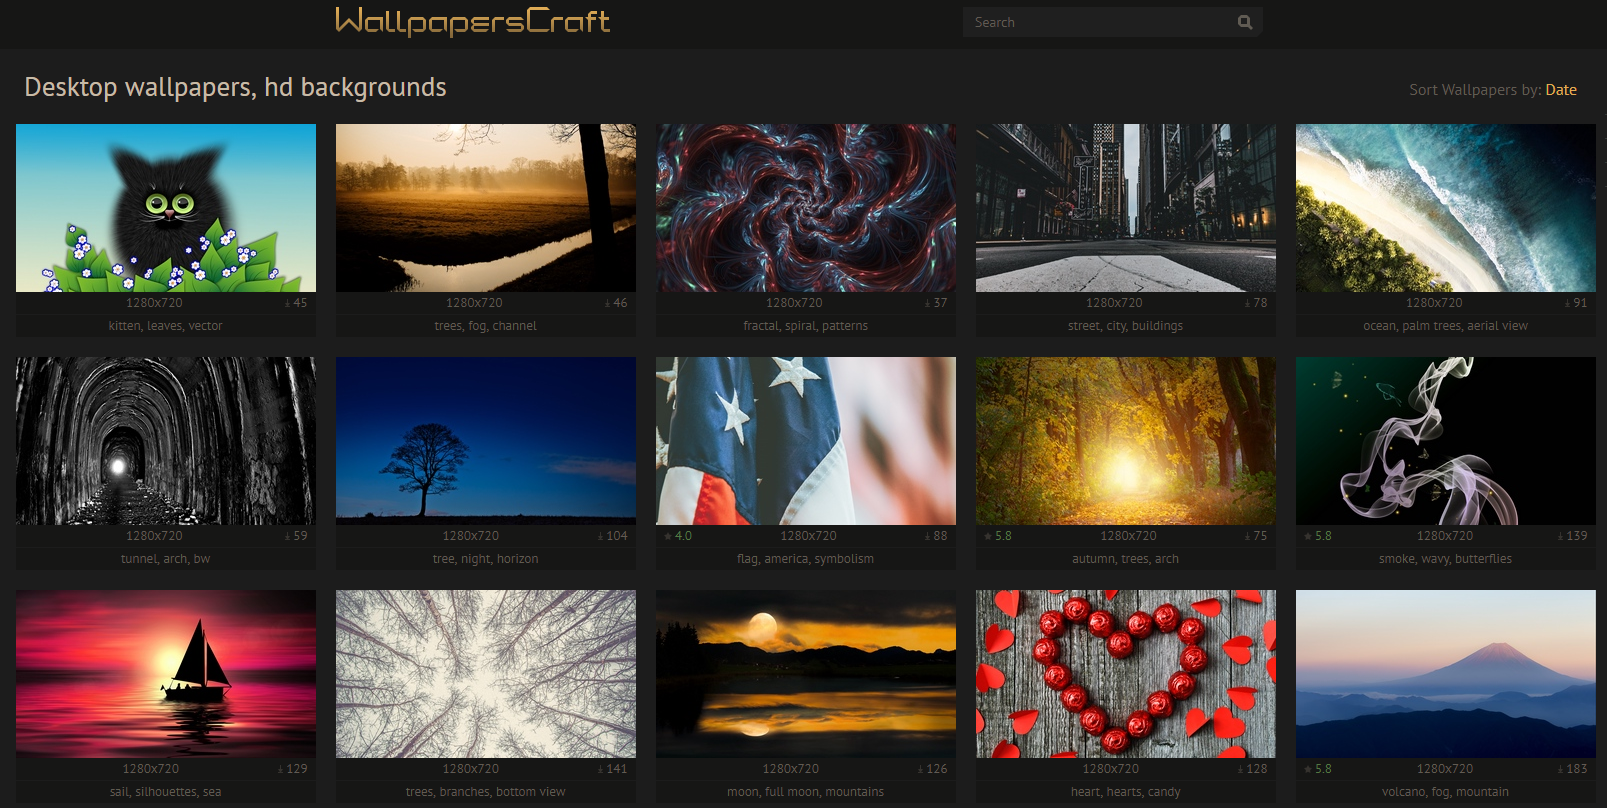 WallpapersCraft
Search
Desktop wallpapers, hd backgrounds
Sort Wallpapers by: Date
1280x720 45
kitten, leaves, vector
1280x720 46
trees, fog, channel
1280x720 37
fractal, spiral, patterns
1280x720 78
street, city, buildings
1280x720 91
ocean, palm trees, aerial view
1280x720 59
tunnel, arch, bw
1280x720 104
tree, night, horizon
4.0 1280x720 88
flag, america, symbolism
5.8 1280x720 75
autumn, trees, arch
5.8 1280x720 139
smoke, wavy, butterflies
1280x720 129
sail, silhouettes, sea
1280x720 141
trees, branches, bottom view
1280x720 126
moon, full moon, mountains
1280x720 128
heart, hearts, candy
5.8 1280x720 183
volcano, fog, mountain